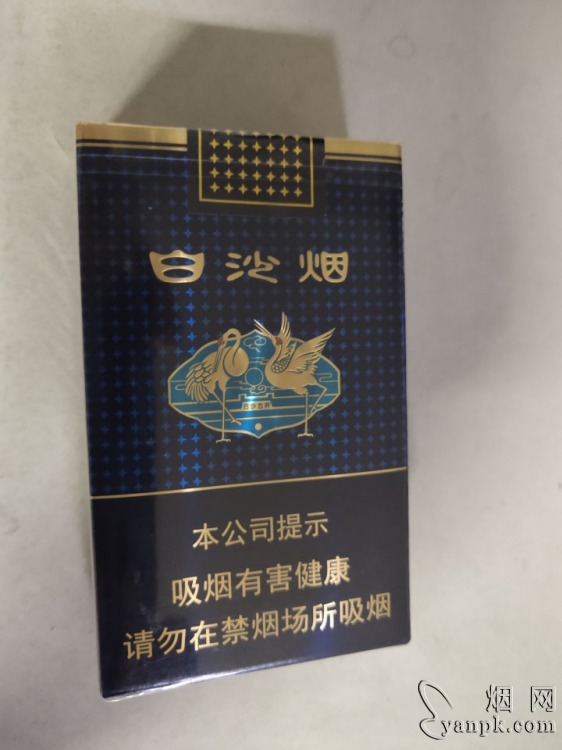 白沙烟
本公司提示
吸烟有害健康
请勿在禁烟场所吸烟
烟网
yanpk.com